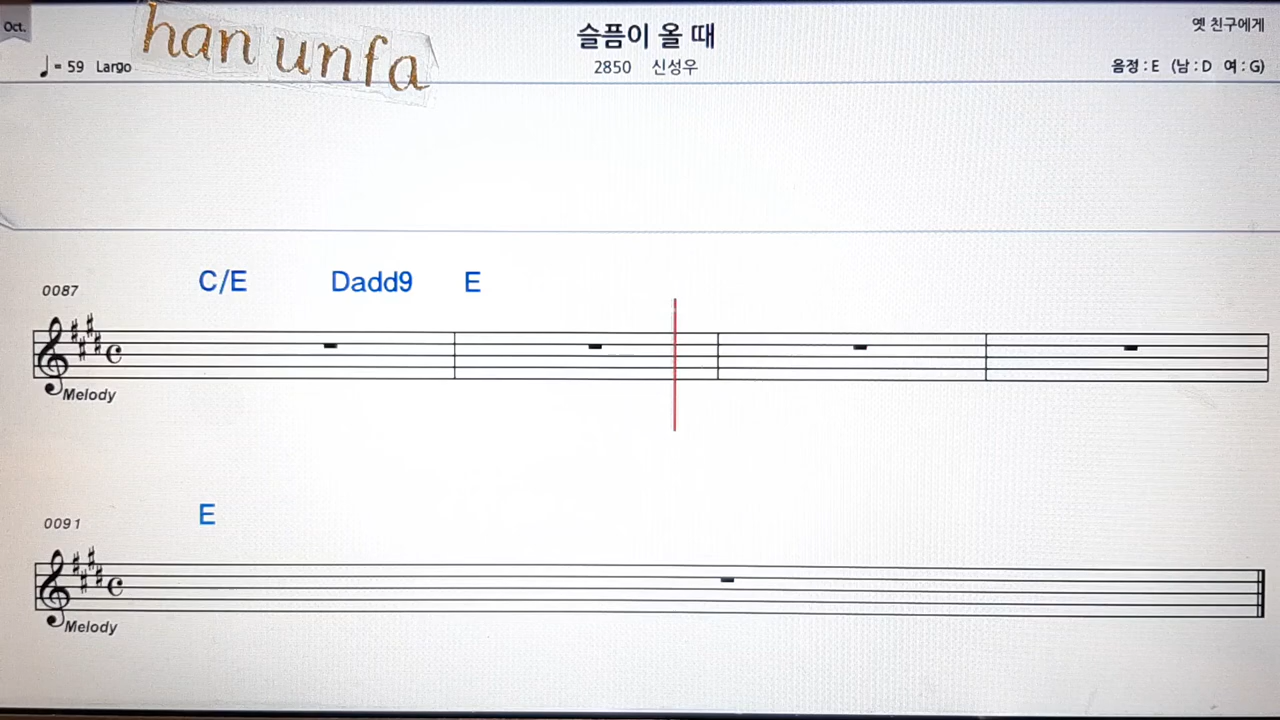 Oct.
han unfa
슬픔이 올 때
옛 친구에게
♩= 59 Largo
2850 신성우
음정 : E (남 : D 여 : G)
C/E Dadd9 E
0087
Melody
E
0091
Melody